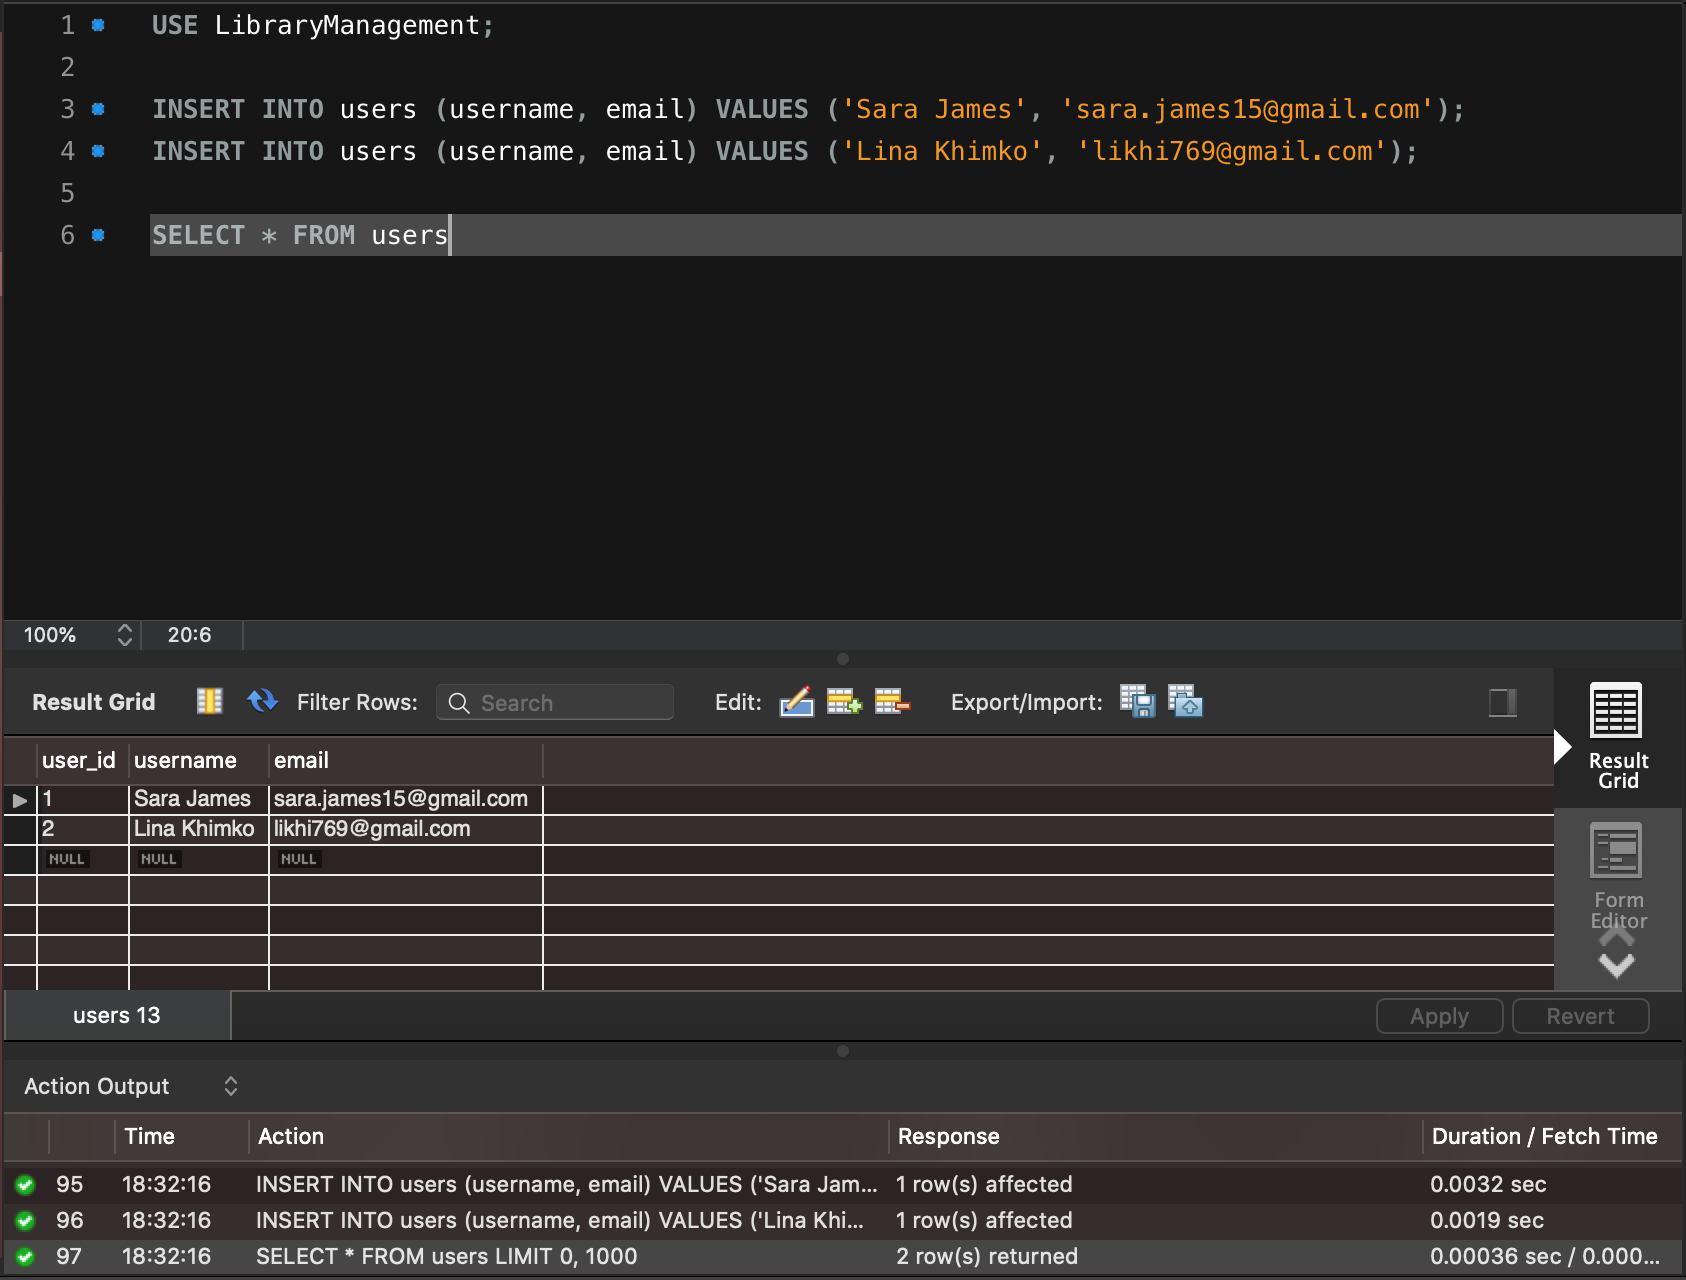 1 USE LibraryManagement;
2
3 INSERT INTO users (username, email) VALUES ('Sara James', 'sara.james15@gmail.com');
4 INSERT INTO users (username, email) VALUES ('Lina Khimko', 'likhi769@gmail.com');
5
6 SELECT * FROM users
100% 20:6
Result Grid Filter Rows: Search Edit: Export/Import:
Result
Grid
user_id username email
1 Sara James sara.james15@gmail.com
2 Lina Khimko likhi769@gmail.com
NULL NULL NULL
Form
Editor
users 13 Apply Revert
Action Output
Time Action Response Duration / Fetch Time
95 18:32:16 INSERT INTO users (username, email) VALUES ('Sara Jam... 1 row(s) affected 0.0032 sec
96 18:32:16 INSERT INTO users (username, email) VALUES ('Lina Khi... 1 row(s) affected 0.0019 sec
97 18:32:16 SELECT * FROM users LIMIT 0, 1000 2 row(s) returned 0.00036 sec / 0.000...